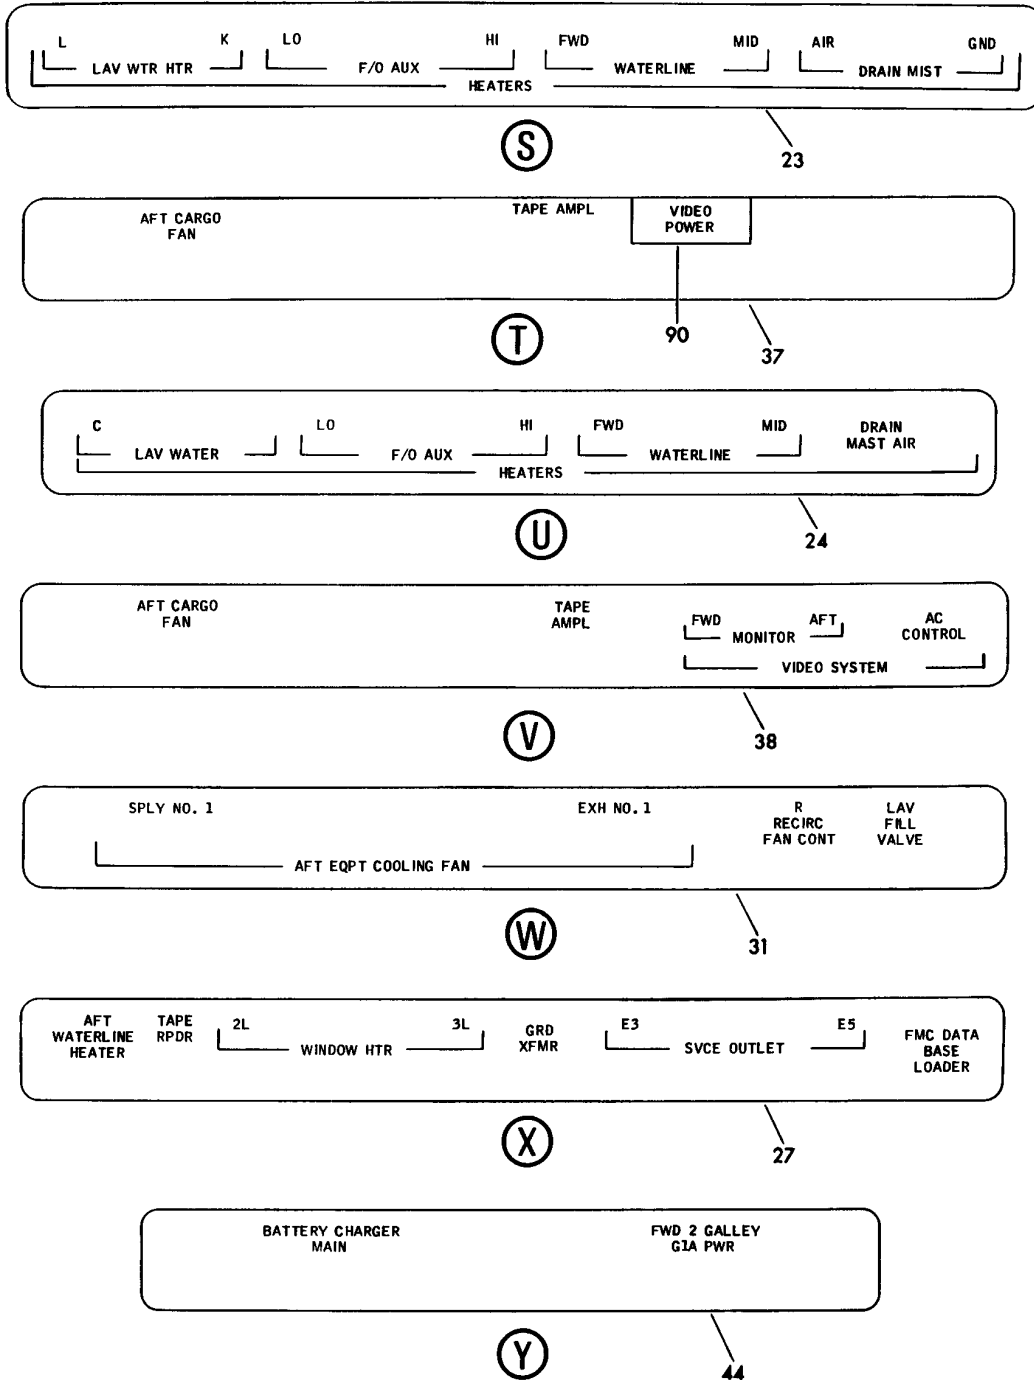 L K LO HI FWD MID AIR GND
LAV WTR HTR F/O AUX WATERLINE DRAIN MIST
HEATERS
S
23
AFT CARGO
FAN
TAPE AMPL
VIDEO
POWER
T
90
37
C LO HI FWD MID DRAIN
MAST AIR
LAV WATER F/O AUX WATERLINE
HEATERS
U
24
AFT CARGO
FAN
TAPE
AMPL
FWD AFT
MONITOR
AC
CONTROL
VIDEO SYSTEM
V
38
SPLY NO. 1 EXH NO. 1
AFT EQPT COOLING FAN
R
RECIRC
FAN CONT
LAV
FILL
VALVE
W
31
AFT
WATERLINE
HEATER
TAPE
RPDR
2L 3L
WINDOW HTR
GRD
XFMR
E3 E5
SVCE OUTLET
FMC DATA
BASE
LOADER
X
27
BATTERY CHARGER
MAIN
FWD 2 GALLEY
G1A PWR
Y
44